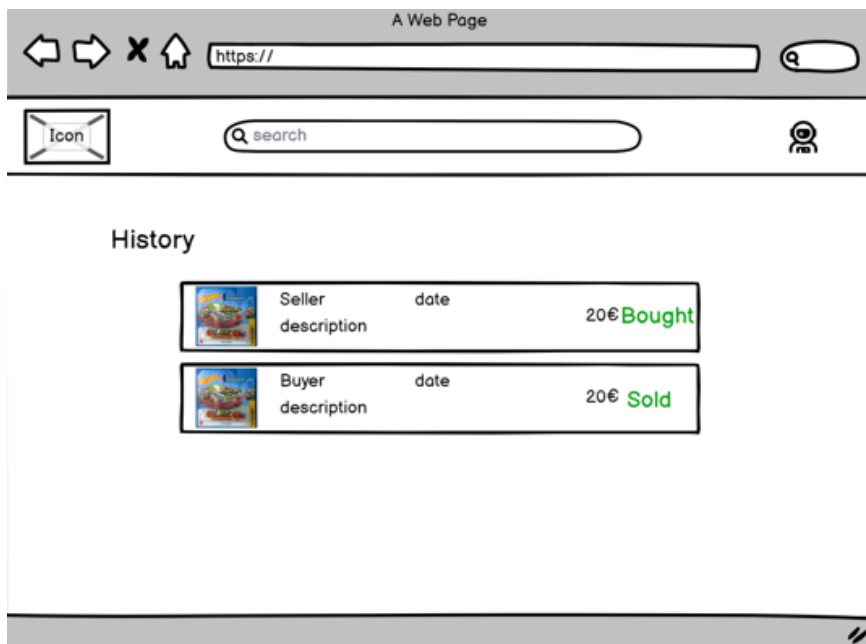 A Web Page
https://
Icon
search
History
Seller date
20€ Bought
description
Buyer date
20€ Sold
description